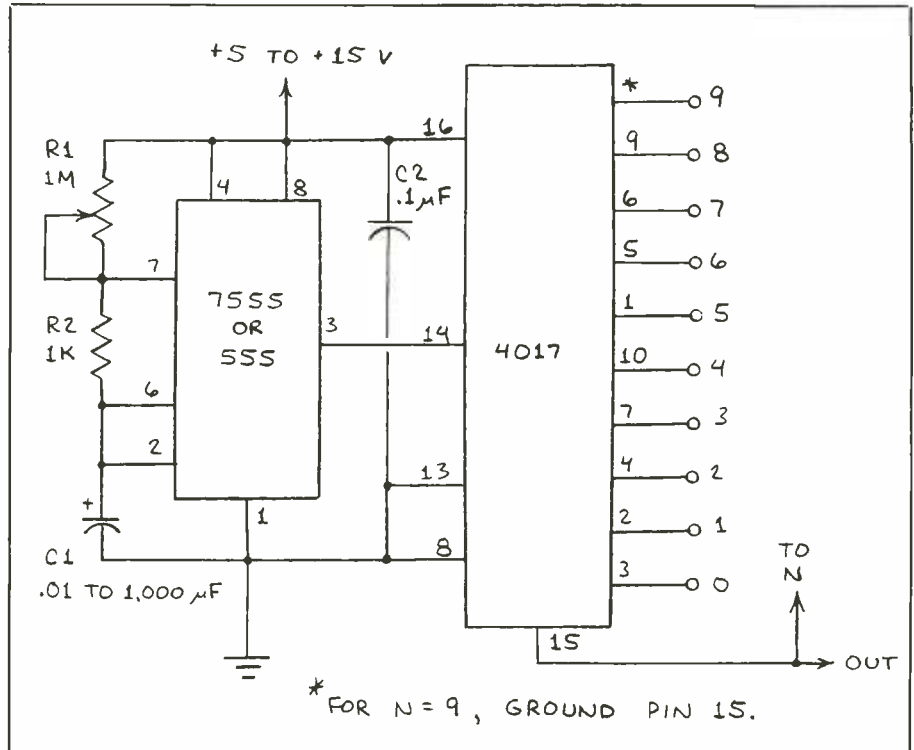 +5 TO +15 V
R1
1M
4
8
16
C2
.1µF
7
R2
1K
7555
OR
555
3
14
6
2
13
1
8
+
C1
.01 TO 1,000 µF
4017
* 9
9 8
6 7
5 6
1 5
10 4
7 3
4 2
2 1
3 0
15
TO
N
OUT
* FOR N = 9, GROUND PIN 15.